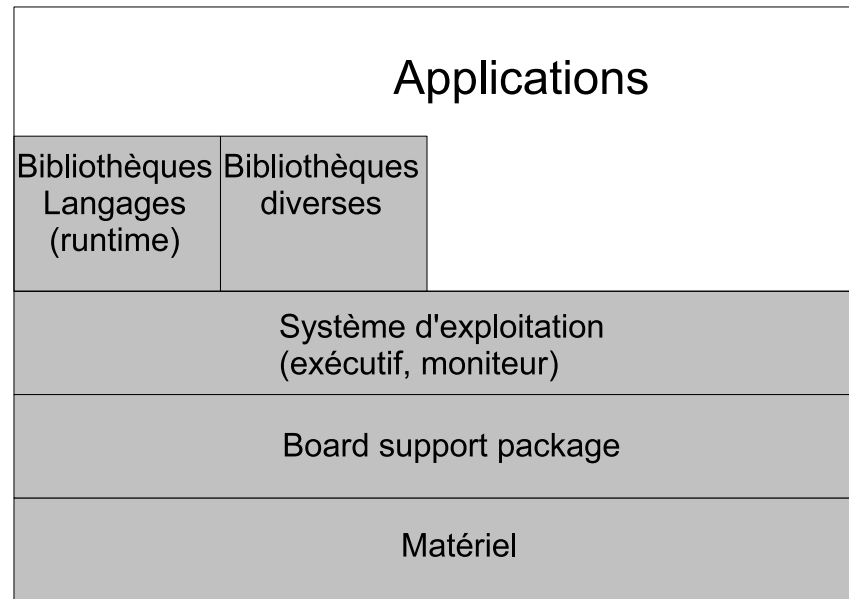 Applications
Bibliothèques
Langages
(runtime)
Bibliothèques
diverses
Système d'exploitation
(exécutif, moniteur)
Board support package
Matériel